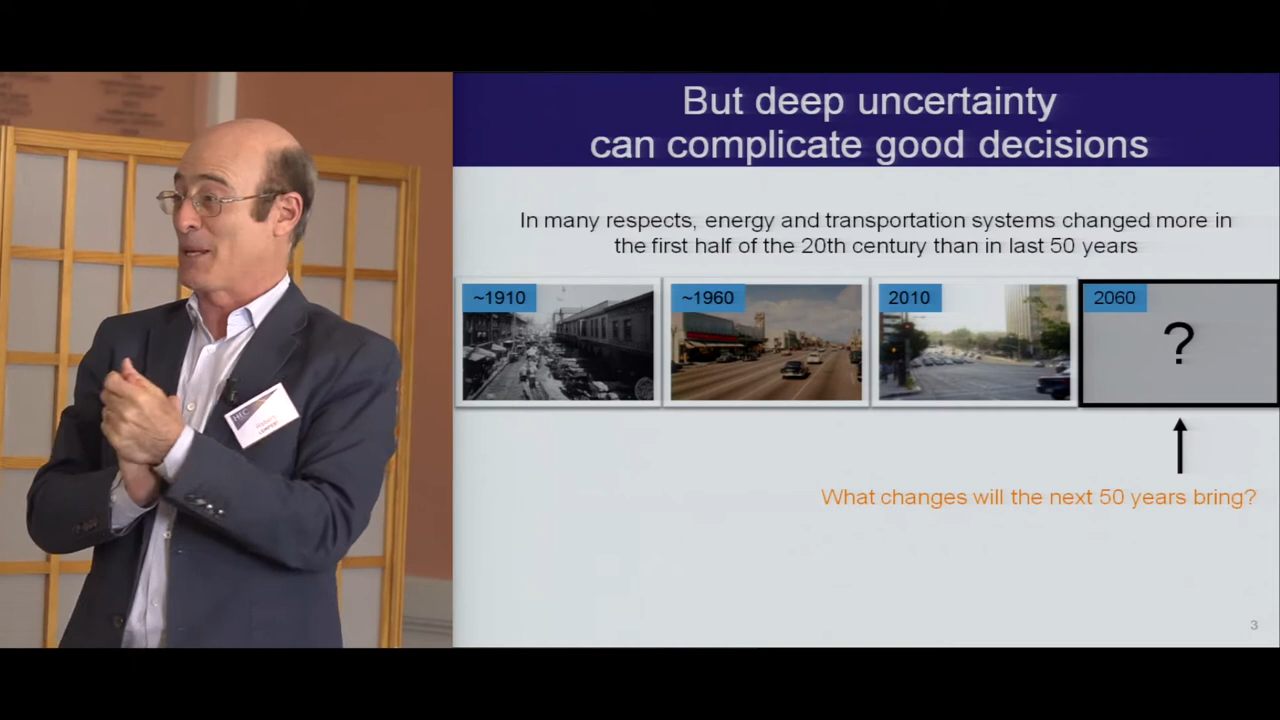 But deep uncertainty
can complicate good decisions
In many respects, energy and transportation systems changed more in
the first half of the 20th century than in last 50 years
~1910
~1960
2010
2060
?
What changes will the next 50 years bring?
3
Robert
LEMPERT